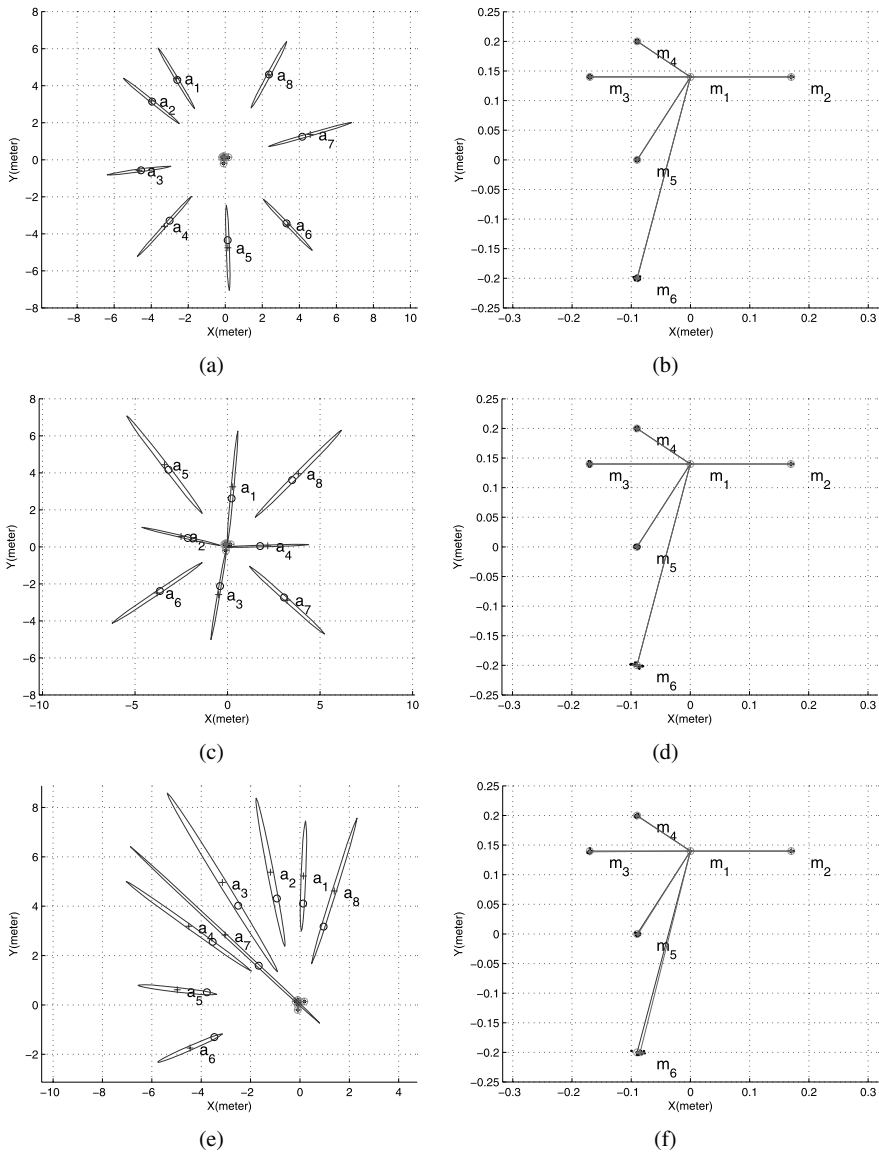 8
6
4
2
0
−2
−4
−6
−8
−8 −6 −4 −2 0 2 4 6 8 10
X(meter)
Y(meter)
a1
a2
a3
a4
a5
a6
a7
a8
(a)
0.25
0.2
0.15
0.1
0.05
0
−0.05
−0.1
−0.15
−0.2
−0.25
−0.3 −0.2 −0.1 0 0.1 0.2 0.3
X(meter)
Y(meter)
m4
m3
m1
m2
m5
m6
(b)
8
6
4
2
0
−2
−4
−6
−8
−10 −5 0 5 10
X(meter)
Y(meter)
a5
a1
a8
a2
a4
a6
a3
a7
(c)
0.25
0.2
0.15
0.1
0.05
0
−0.05
−0.1
−0.15
−0.2
−0.25
−0.3 −0.2 −0.1 0 0.1 0.2 0.3
X(meter)
Y(meter)
m4
m3
m1
m2
m5
m6
(d)
8
6
4
2
0
−2
−10 −8 −6 −4 −2 0 2 4
X(meter)
Y(meter)
a3
a2
a1
a8
a4
a7
a5
a6
(e)
0.25
0.2
0.15
0.1
0.05
0
−0.05
−0.1
−0.15
−0.2
−0.25
−0.3 −0.2 −0.1 0 0.1 0.2 0.3
X(meter)
Y(meter)
m4
m3
m1
m2
m5
m6
(f)